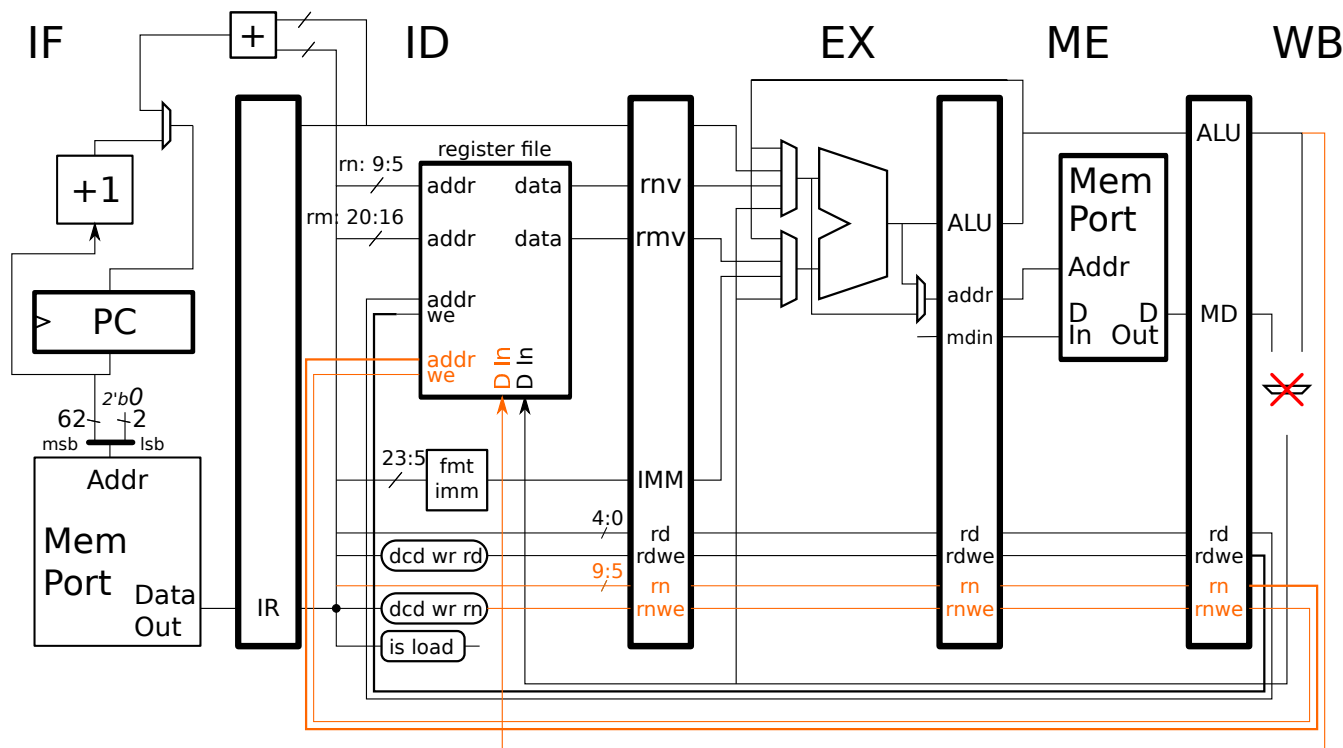 IF
ID
EX
ME
WB
+
+1
PC
2'b0
62
2
msb
lsb
Addr
Mem
Port
Data
Out
IR
register file
rn: 9:5
rm: 20:16
addr
data
addr
data
addr
we
addr
we
D In
D In
23:5
fmt
imm
4:0
dcd wr rd
9:5
dcd wr rn
is load
rnv
rmv
IMM
rd
rdwe
rn
rnwe
ALU
addr
mdin
rd
rdwe
rn
rnwe
Mem
Port
Addr
D D
In Out
ALU
MD
rd
rdwe
rn
rnwe